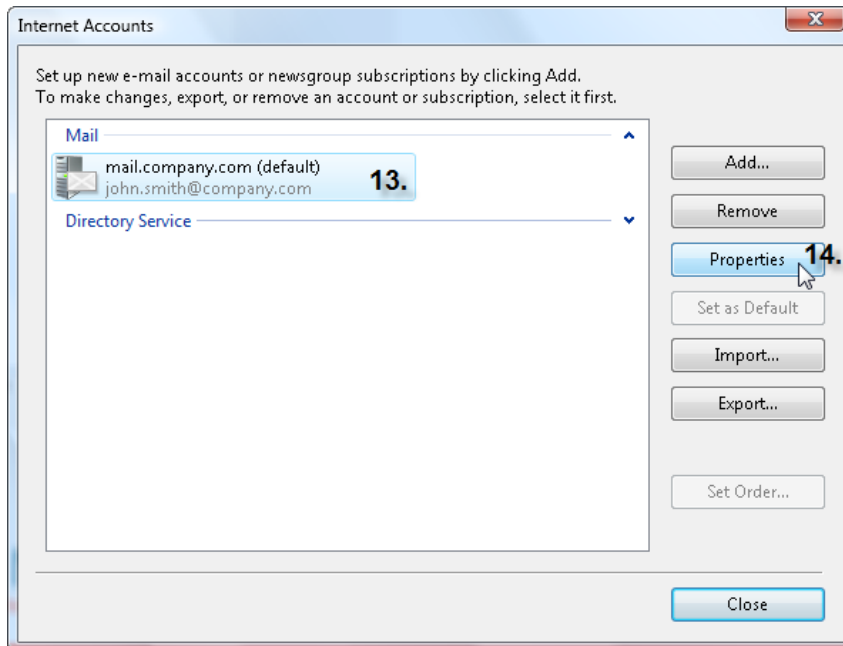 Internet Accounts
Set up new e-mail accounts or newsgroup subscriptions by clicking Add.
To make changes, export, or remove an account or subscription, select it first.
Mail
mail.company.com (default)
john.smith@company.com
13.
Directory Service
Add...
Remove
Properties
14.
Set as Default
Import...
Export...
Set Order...
Close